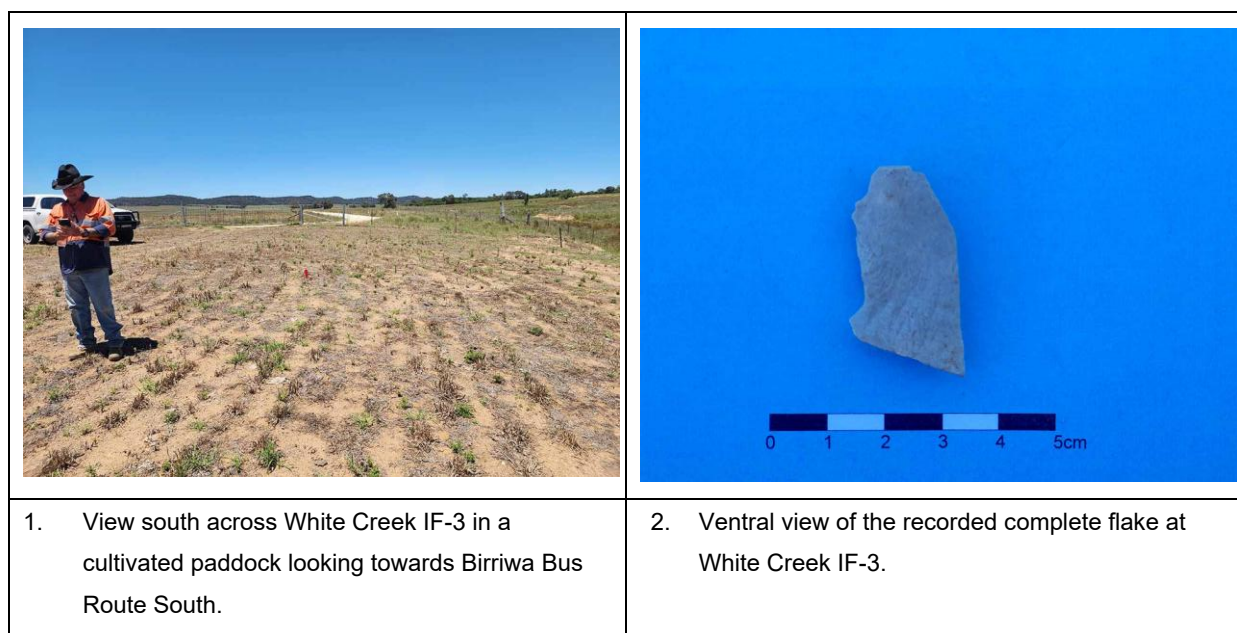 0 1 2 3 4 5cm
1. View south across White Creek IF-3 in a
cultivated paddock looking towards Birriwa Bus
Route South.
2. Ventral view of the recorded complete flake at
White Creek IF-3.